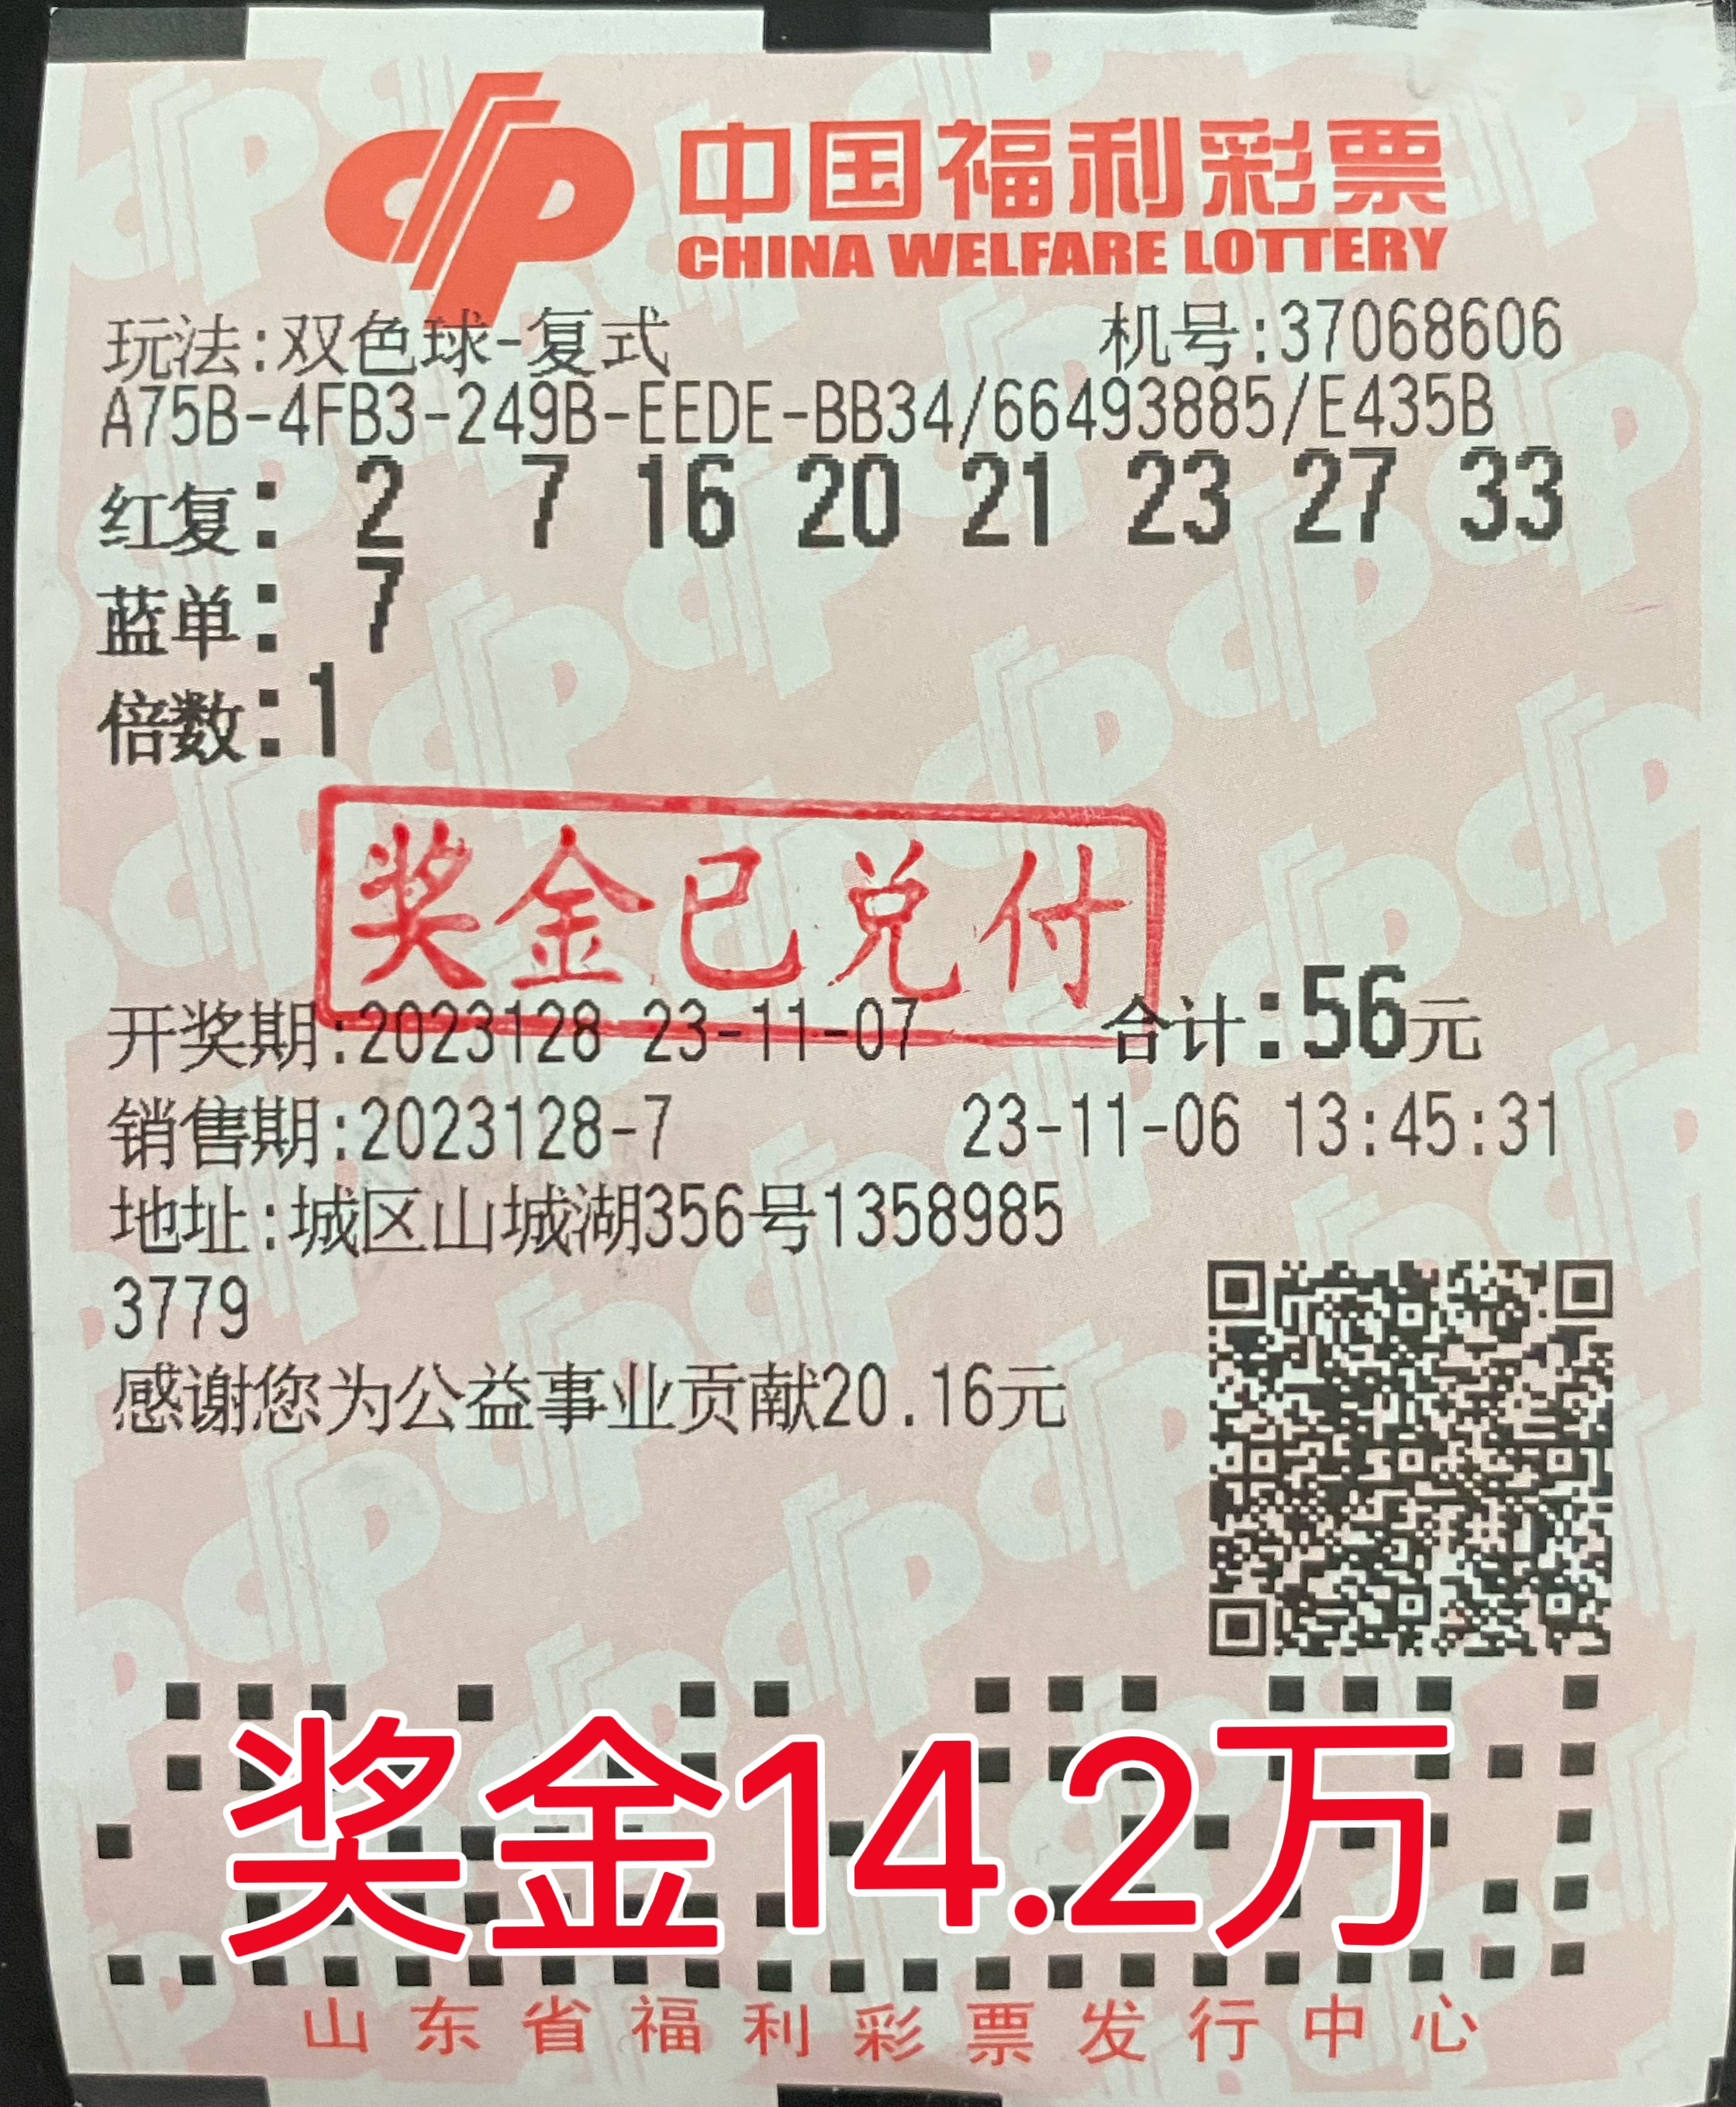 中国福利彩票
CHINA WELFARE LOTTERY
玩法:双色球-复式 机号:37068606
A75B-4FB3-249B-EEDE-BB34/66493885/E435B
红复: 2 7 16 20 21 23 27 33
蓝单: 7
倍数:1
奖金已兑付
开奖期:2023128 23-11-07 合计:56元
销售期:2023128-7 23-11-06 13:45:31
地址:城区山城湖356号1358985
3779
感谢您为公益事业贡献20.16元
奖金14.2万
山东省福利彩票发行中心